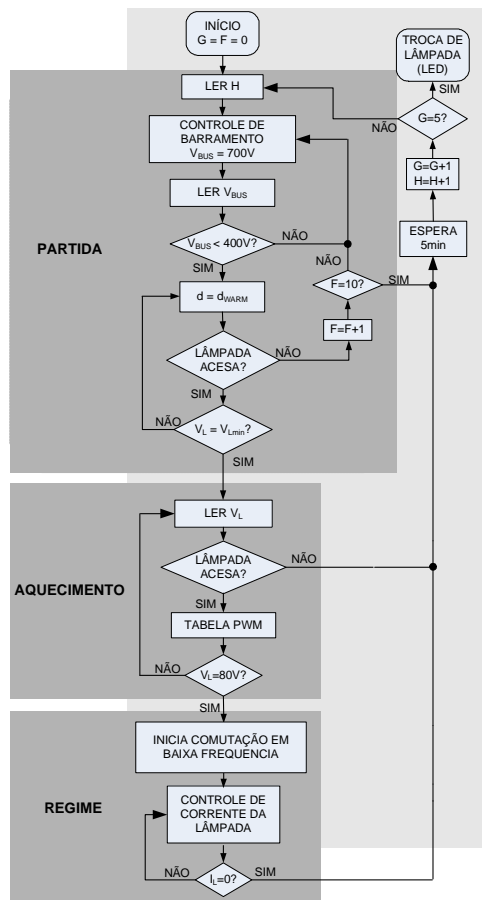 INÍCIO
G = F = 0
TROCA DE
LÂMPADA
(LED)
SIM
LER H
G=5?
NÃO
CONTROLE DE
BARRAMENTO
VBUS = 700V
G=G+1
H=H+1
LER VBUS
ESPERA
5min
PARTIDA
VBUS < 400V?
NÃO
NÃO
SIM
F=10?
SIM
d = dWARM
F=F+1
LÂMPADA
ACESA?
NÃO
SIM
NÃO
VL = VLmin?
SIM
LER VL
LÂMPADA
ACESA?
NÃO
AQUECIMENTO
SIM
TABELA PWM
NÃO
VL=80V?
SIM
INICIA COMUTAÇÃO EM
BAIXA FREQUENCIA
REGIME
CONTROLE DE
CORRENTE DA
LÂMPADA
NÃO
IL=0?
SIM